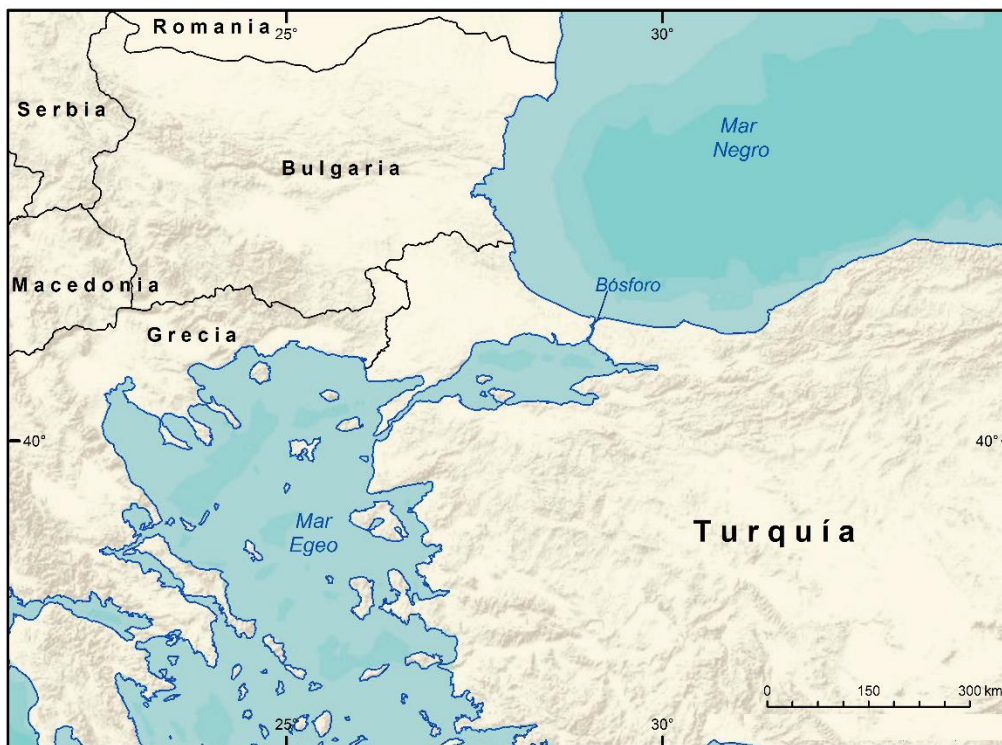 Romania
25°
30°
Serbia
Mar
Negro
Bulgaria
Macedonia
Bósforo
Grecia
40°
40°
Mar
Egeo
Turquía
0 150 300 km
25°
30°